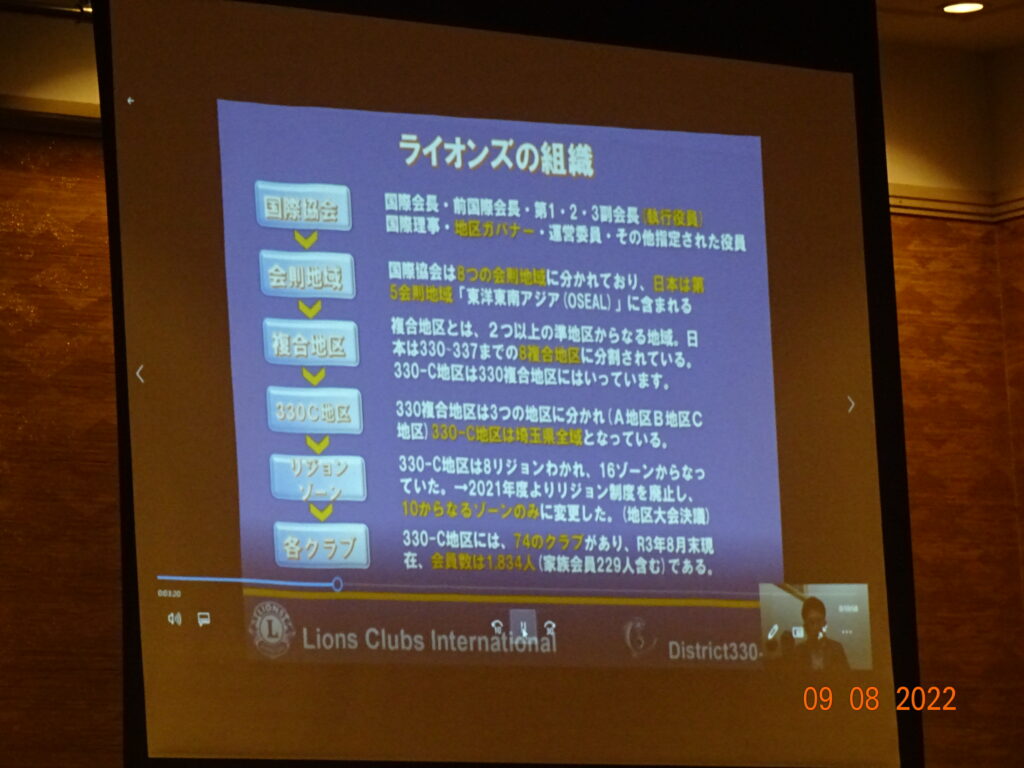 ライオンズの組織
国際協会
国際会長・前国際会長・第1・2・3副会長(執行役員)
国際理事・地区ガバナー・運営委員・その他指定された役員
会則地域
国際協会は8つの会則地域に分かれており、日本は第
5会則地域「東洋東南アジア(OSEAL)」に含まれる
複合地区
複合地区とは、2つ以上の準地区からなる地域。日
本は330-337までの8複合地区に分割されている。
330-C地区は330複合地区にはいっています。
330C地区
330複合地区は3つの地区に分かれ(A地区B地区C
地区)330-C地区は埼玉県全域となっている。
リジョン
ゾーン
330-C地区は8リジョンわかれ、16ゾーンからなっ
ていた。→2021年度よりリジョン制度を廃止し、
10からなるゾーンのみに変更した。(地区大会決議)
各クラブ
330-C地区には、74のクラブがあり、R3年8月末現
在、会員数は1,834人(家族会員229人含む)である。
0:03:20
LIONS
L
Lions Clubs International
10
30
District330-
09 08 2022